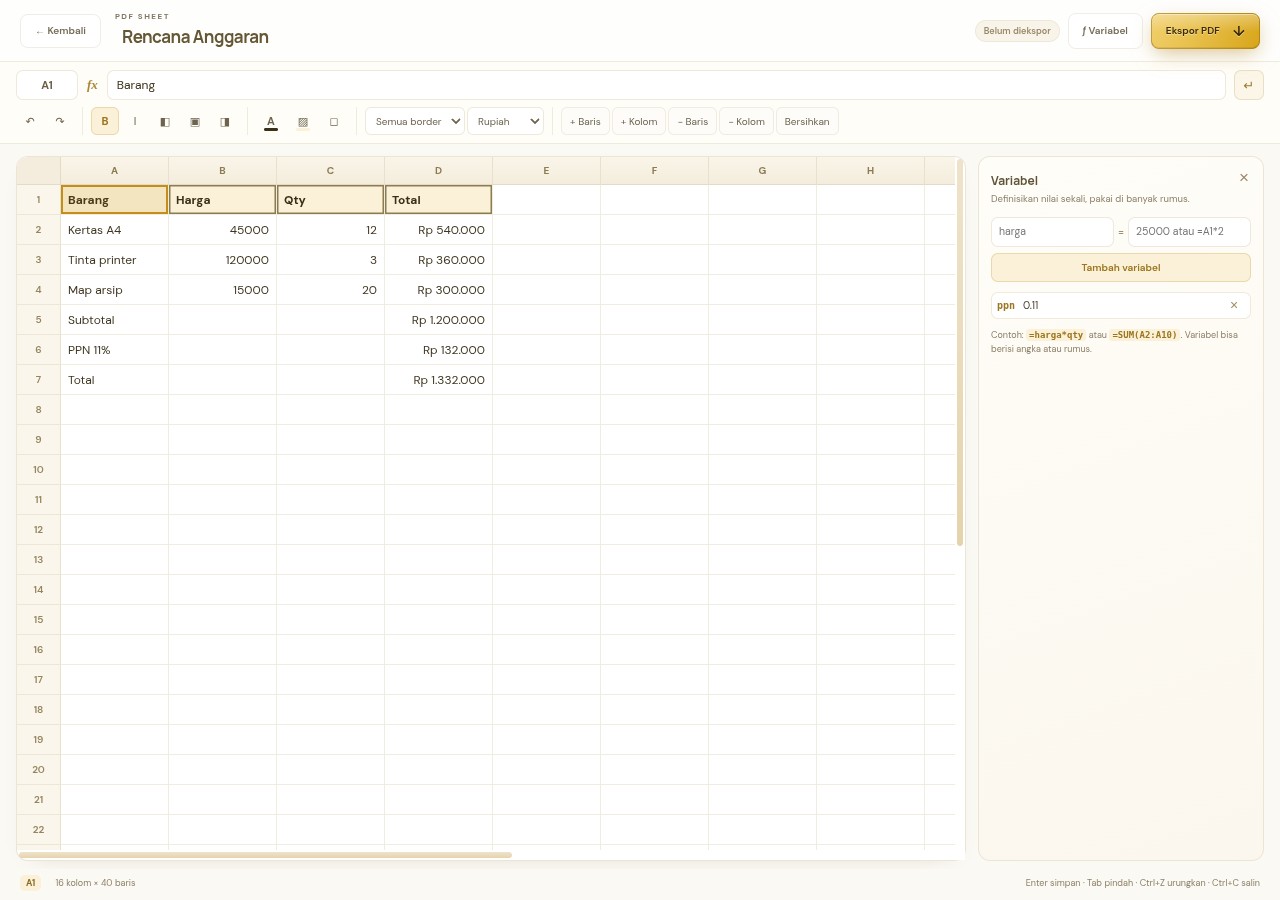 ← Kembali
PDF SHEET
Rencana Anggaran
Belum diekspor
ƒ Variabel
Ekspor PDF ↓
A1
fx
Barang
↵
↶ ↷ B I A Semua border Rupiah + Baris + Kolom − Baris − Kolom Bersihkan
A B C D E F G H
1 Barang Harga Qty Total
2 Kertas A4 45000 12 Rp 540.000
3 Tinta printer 120000 3 Rp 360.000
4 Map arsip 15000 20 Rp 300.000
5 Subtotal Rp 1.200.000
6 PPN 11% Rp 132.000
7 Total Rp 1.332.000
8
9
10
11
12
13
14
15
16
17
18
19
20
21
22
Variabel ×
Definisikan nilai sekali, pakai di banyak rumus.
harga = 25000 atau =A1*2
Tambah variabel
ppn 0.11 ×
Contoh: =harga*qty atau =SUM(A2:A10). Variabel bisa
berisi angka atau rumus.
A1 16 kolom × 40 baris
Enter simpan · Tab pindah · Ctrl+Z urungkan · Ctrl+C salin